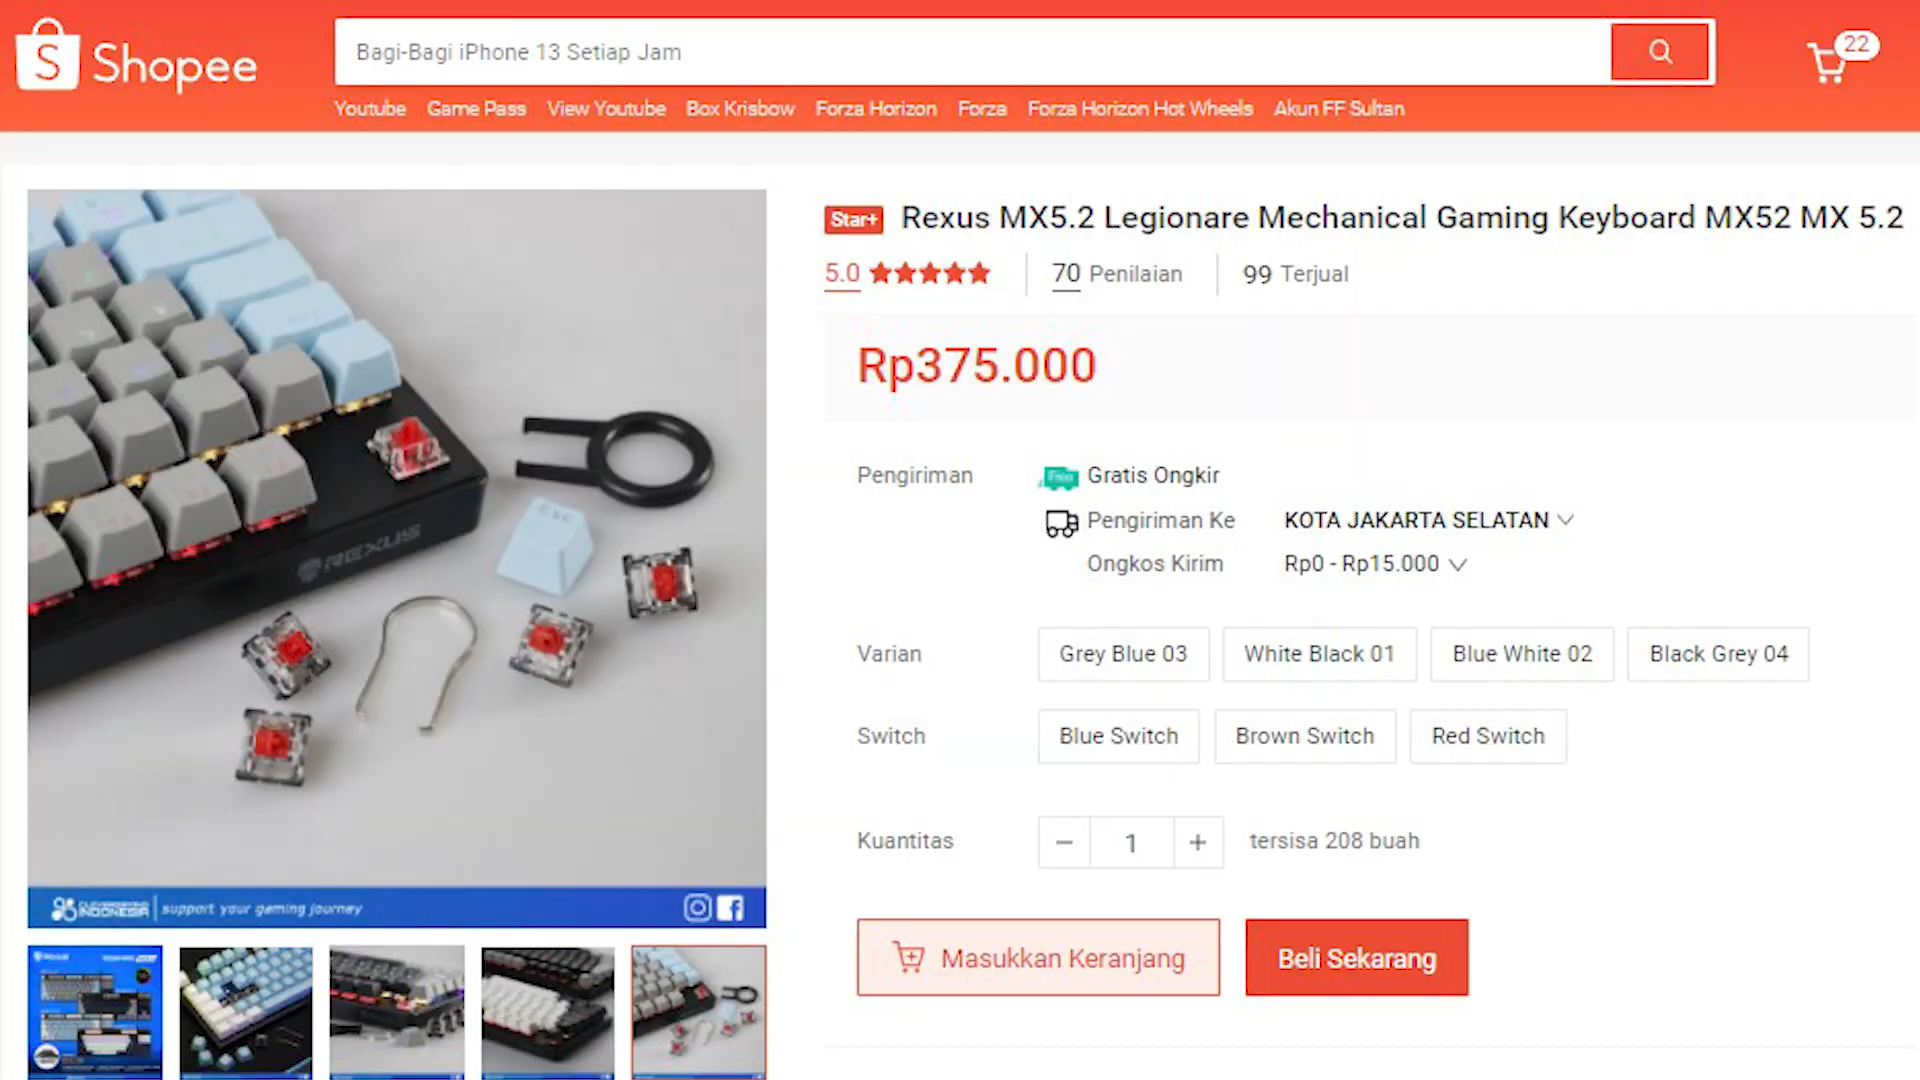 Shopee
Bagi-Bagi iPhone 13 Setiap Jam
22
Youtube Game Pass View Youtube Box Krisbow Forza Horizon Forza Forza Horizon Hot Wheels Akun FF Sultan
Star+ Rexus MX5.2 Legionare Mechanical Gaming Keyboard MX52 MX 5.2
5.0 70 Penilaian 99 Terjual
Rp375.000
Pengiriman Gratis Ongkir
Pengiriman Ke KOTA JAKARTA SELATAN
Ongkos Kirim Rp0 - Rp15.000
Varian Grey Blue 03 White Black 01 Blue White 02 Black Grey 04
Switch Blue Switch Brown Switch Red Switch
Kuantitas − 1 + tersisa 208 buah
Masukkan Keranjang Beli Sekarang
Esc
REXUS
INDONESIA support your gaming journey
REXUS